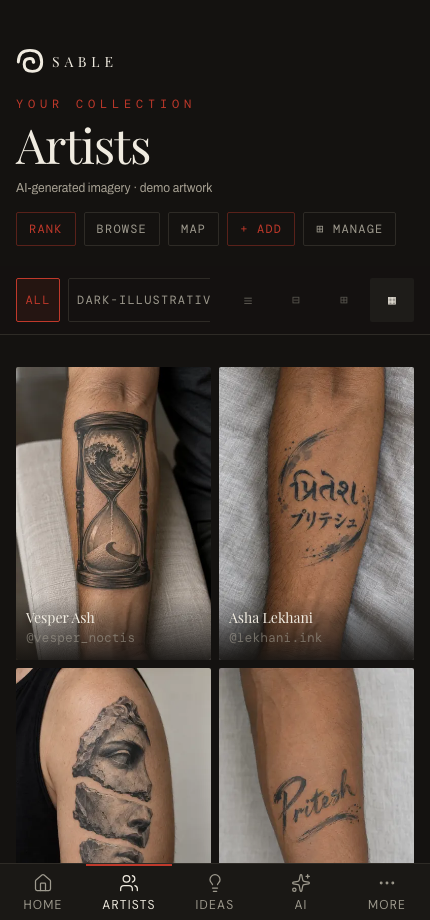 SABLE
YOUR COLLECTION
Artists
AI-generated imagery · demo artwork
RANK
BROWSE
MAP
+ ADD
⊞ MANAGE
ALL
DARK-ILLUSTRATIV
Vesper Ash
@vesper_noctis
प्रितेश
プリテシュ
Asha Lekhani
@lekhani.ink
Pritesh
HOME
ARTISTS
IDEAS
AI
MORE